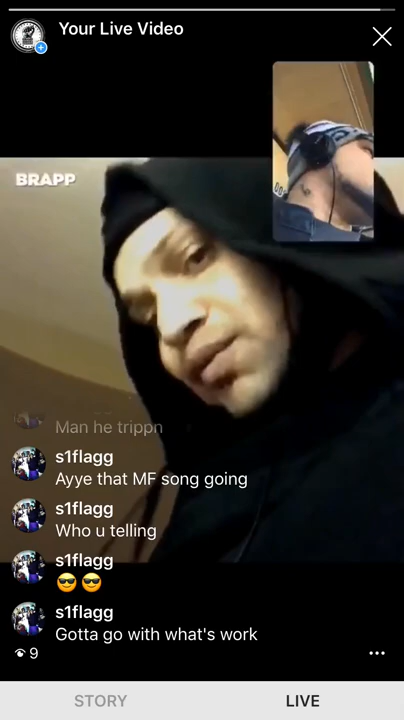 Your Live Video
BRAPP
Man he trippn
s1flagg
Ayye that MF song going
s1flagg
Who u telling
s1flagg
😎 😎
s1flagg
Gotta go with what's work
9
STORY
LIVE